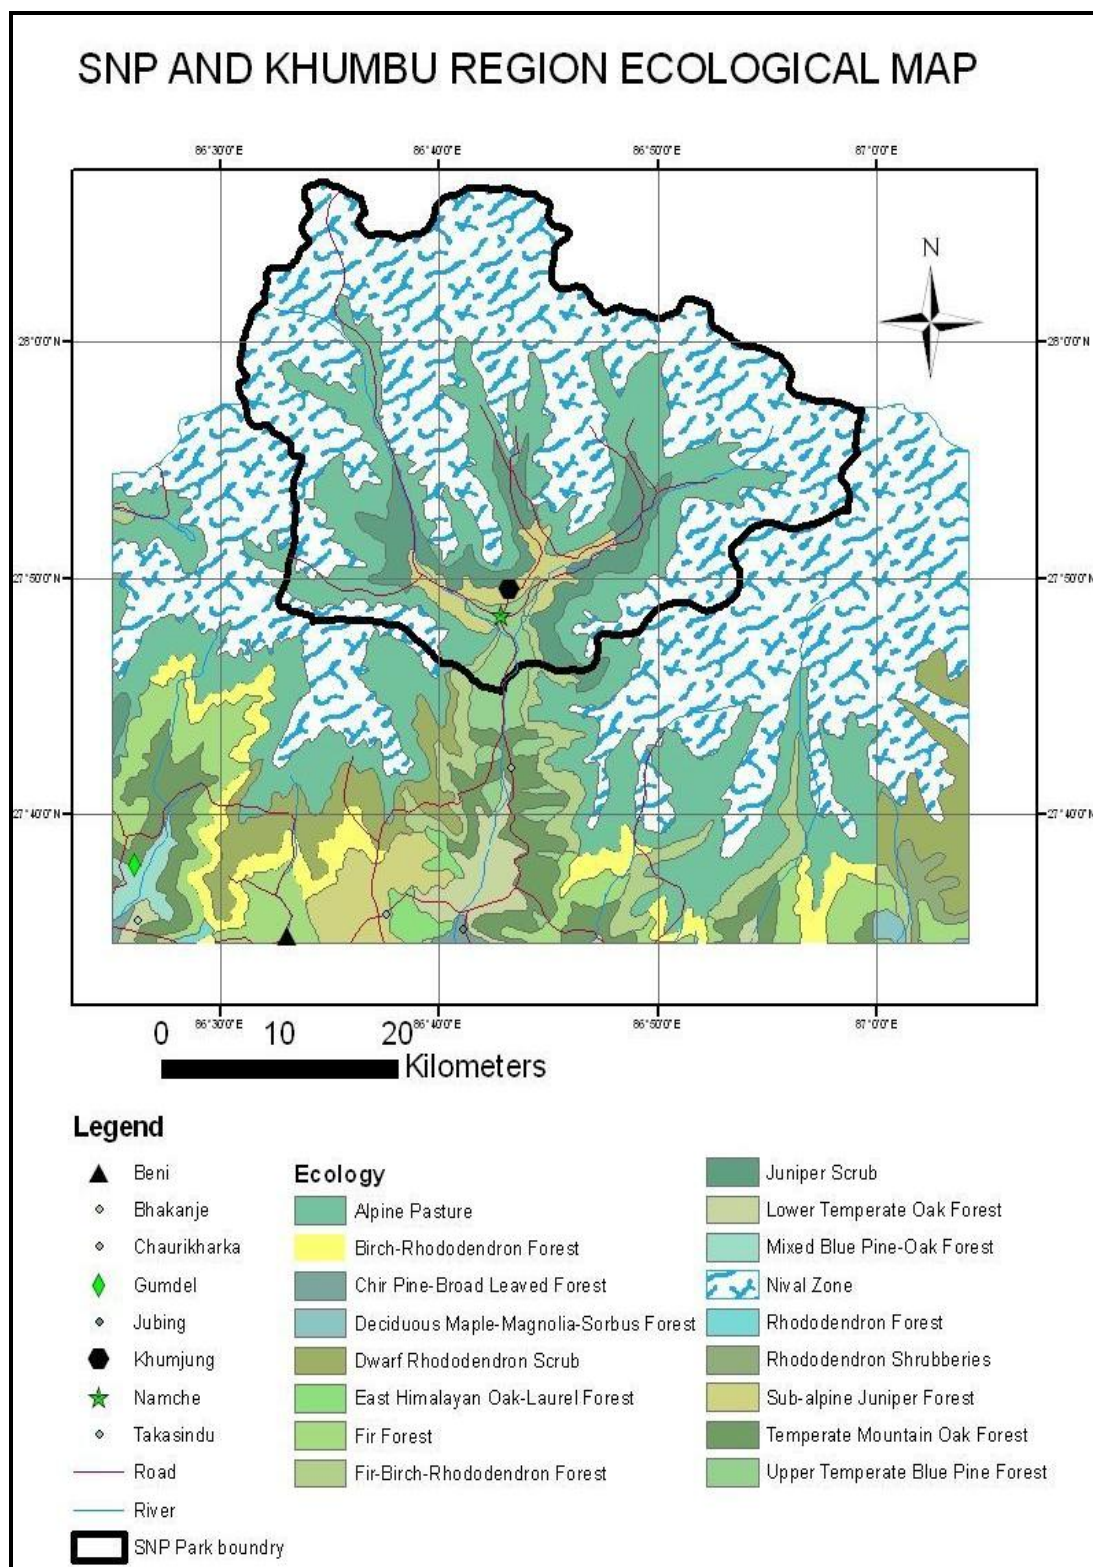 SNP AND KHUMBU REGION ECOLOGICAL MAP
86°30'0"E 86°40'0"E 86°50'0"E 87°0'0"E
N
28°0'0"N 28°0'0"N
27°50'0"N 27°50'0"N
27°40'0"N 27°40'0"N
86°30'0"E 86°40'0"E 86°50'0"E 87°0'0"E
0 10 20
Kilometers
Legend
Beni
Bhakanje
Chaurikharka
Gumdel
Jubing
Khumjung
Namche
Takasindu
Road
River
SNP Park boundry
Ecology
Alpine Pasture
Birch-Rhododendron Forest
Chir Pine-Broad Leaved Forest
Deciduous Maple-Magnolia-Sorbus Forest
Dwarf Rhododendron Scrub
East Himalayan Oak-Laurel Forest
Fir Forest
Fir-Birch-Rhododendron Forest
Juniper Scrub
Lower Temperate Oak Forest
Mixed Blue Pine-Oak Forest
Nival Zone
Rhododendron Forest
Rhododendron Shrubberies
Sub-alpine Juniper Forest
Temperate Mountain Oak Forest
Upper Temperate Blue Pine Forest